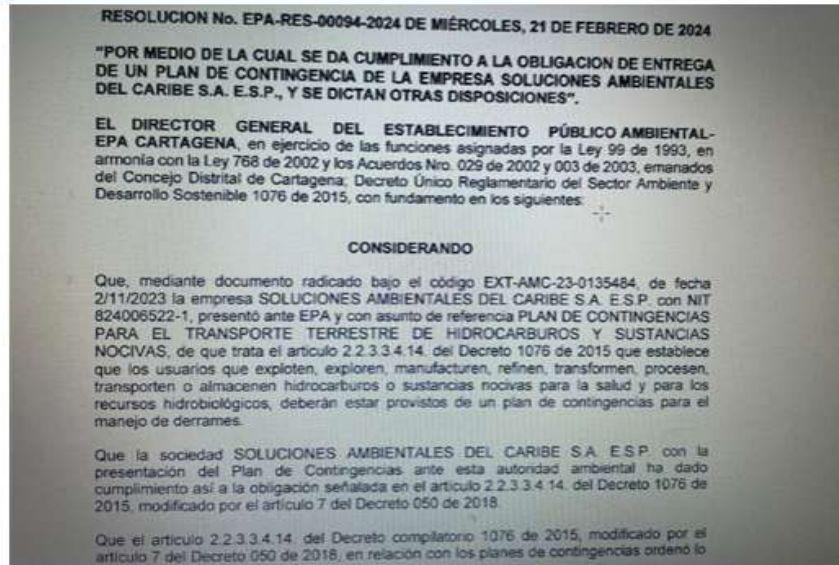 RESOLUCION No. EPA-RES-00094-2024 DE MIÉRCOLES, 21 DE FEBRERO DE 2024
"POR MEDIO DE LA CUAL SE DA CUMPLIMIENTO A LA OBLIGACION DE ENTREGA
DE UN PLAN DE CONTINGENCIA DE LA EMPRESA SOLUCIONES AMBIENTALES
DEL CARIBE S.A. E.S.P., Y SE DICTAN OTRAS DISPOSICIONES".
EL DIRECTOR GENERAL DEL ESTABLECIMIENTO PÚBLICO AMBIENTAL-
EPA CARTAGENA, en ejercicio de las funciones asignadas por la Ley 99 de 1993, en
armonía con la Ley 768 de 2002 y los Acuerdos Nro. 029 de 2002 y 003 de 2003, emanados
del Concejo Distrital de Cartagena; Decreto Único Reglamentario del Sector Ambiente y
Desarrollo Sostenible 1076 de 2015, con fundamento en los siguientes:
CONSIDERANDO
Que, mediante documento radicado bajo el código EXT-AMC-23-0135484, de fecha
2/11/2023 la empresa SOLUCIONES AMBIENTALES DEL CARIBE S.A. E.S.P. con NIT
824006522-1, presentó ante EPA y con asunto de referencia PLAN DE CONTINGENCIAS
PARA EL TRANSPORTE TERRESTRE DE HIDROCARBUROS Y SUSTANCIAS
NOCIVAS, de que trata el articulo 2.2.3.3.4.14. del Decreto 1076 de 2015 que establece
que los usuarios que exploten, exploren, manufacturen, refinen, transformen, procesen,
transporten o almacenen hidrocarburos o sustancias nocivas para la salud y para los
recursos hidrobiológicos, deberán estar provistos de un plan de contingencias para el
manejo de derrames.
Que la sociedad SOLUCIONES AMBIENTALES DEL CARIBE S.A. E.S.P. con la
presentación del Plan de Contingencias ante esta autoridad ambiental ha dado
cumplimiento así a la obligación señalada en el articulo 2.2.3.3.4.14. del Decreto 1076 de
2015, modificado por el articulo 7 del Decreto 050 de 2018.
Que el articulo 2.2.3.3.4.14. del Decreto compilatorio 1076 de 2015, modificado por el
articulo 7 del Decreto 050 de 2018, en relación con los planes de contingencias ordenó lo